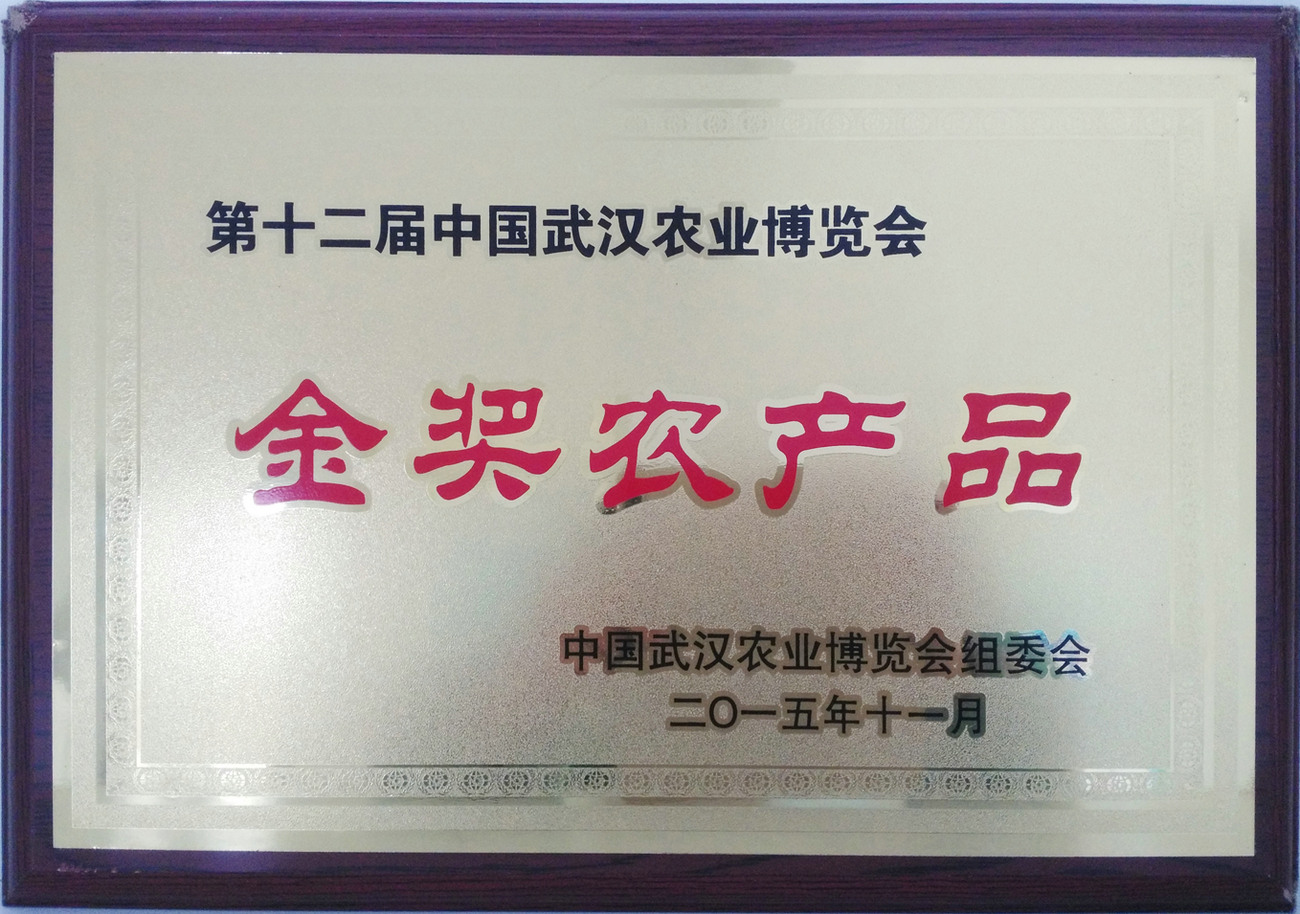 第十二届中国武汉农业博览会
金奖农产品
中国武汉农业博览会组委会
二〇一五年十一月